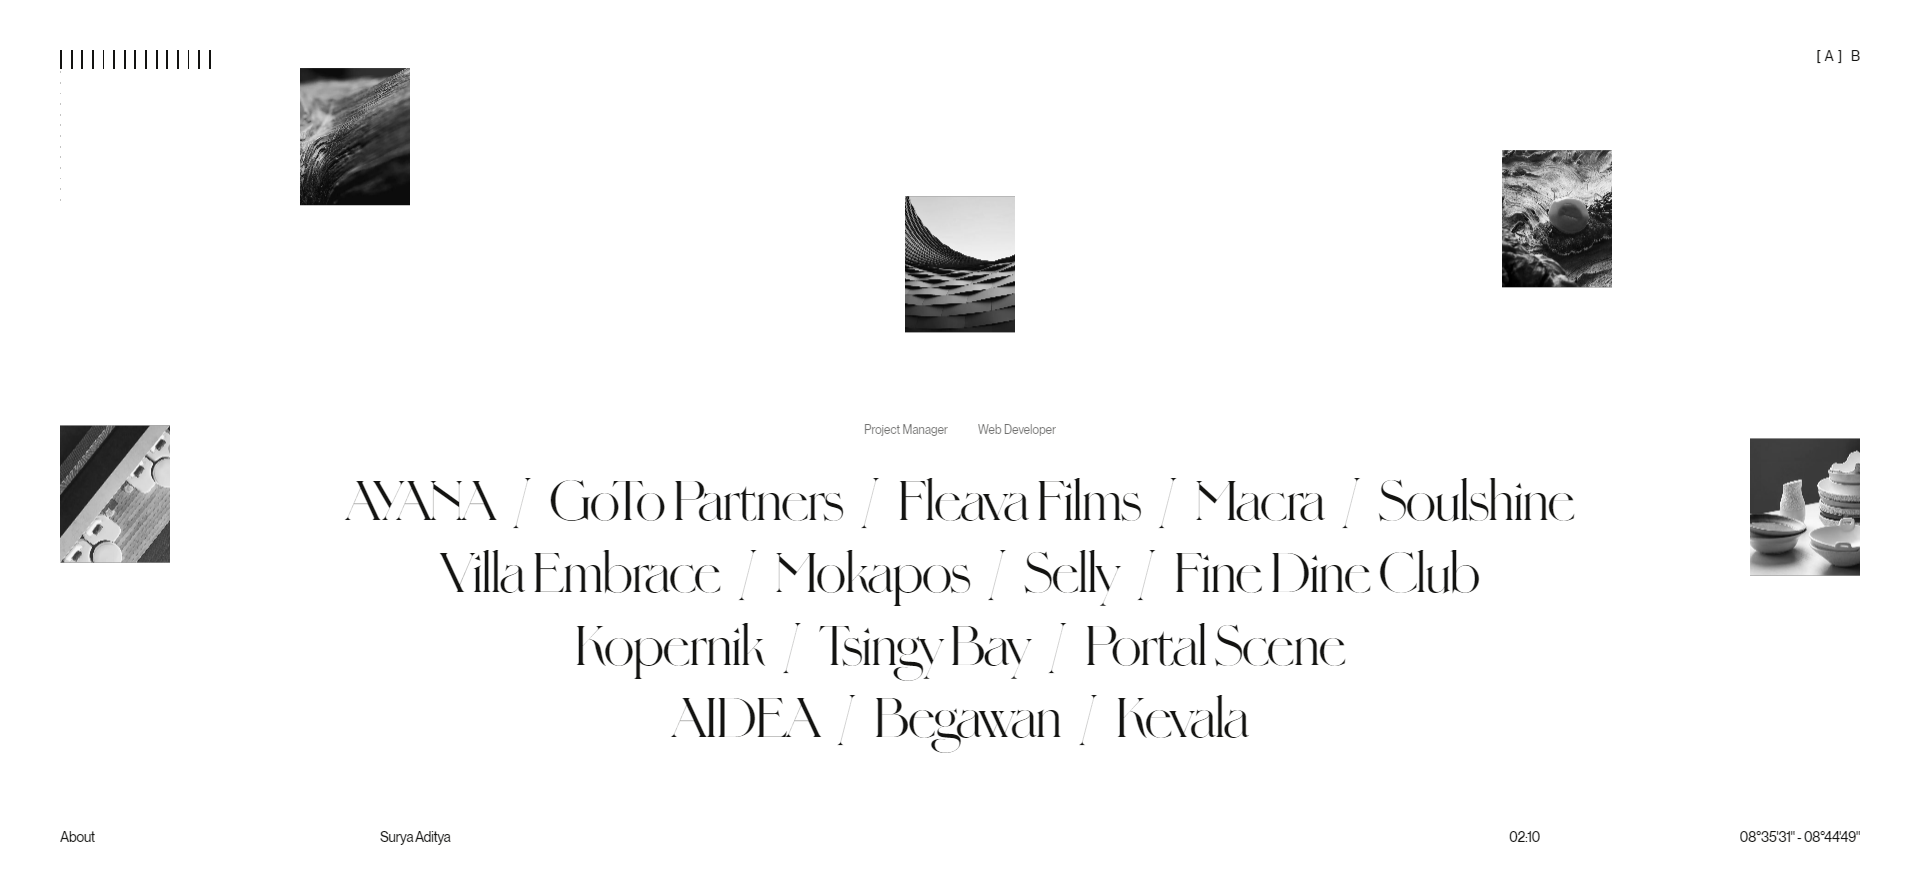 [ A ] B
Project Manager Web Developer
AYANA / GoTo Partners / Fleava Films / Macra / Soulshine
Villa Embrace / Mokapos / Selly / Fine Dine Club
Kopernik / Tsingy Bay / Portal Scene
AIDEA / Begawan / Kevala
About Surya Aditya 02:10 08°35'31" - 08°44'49"